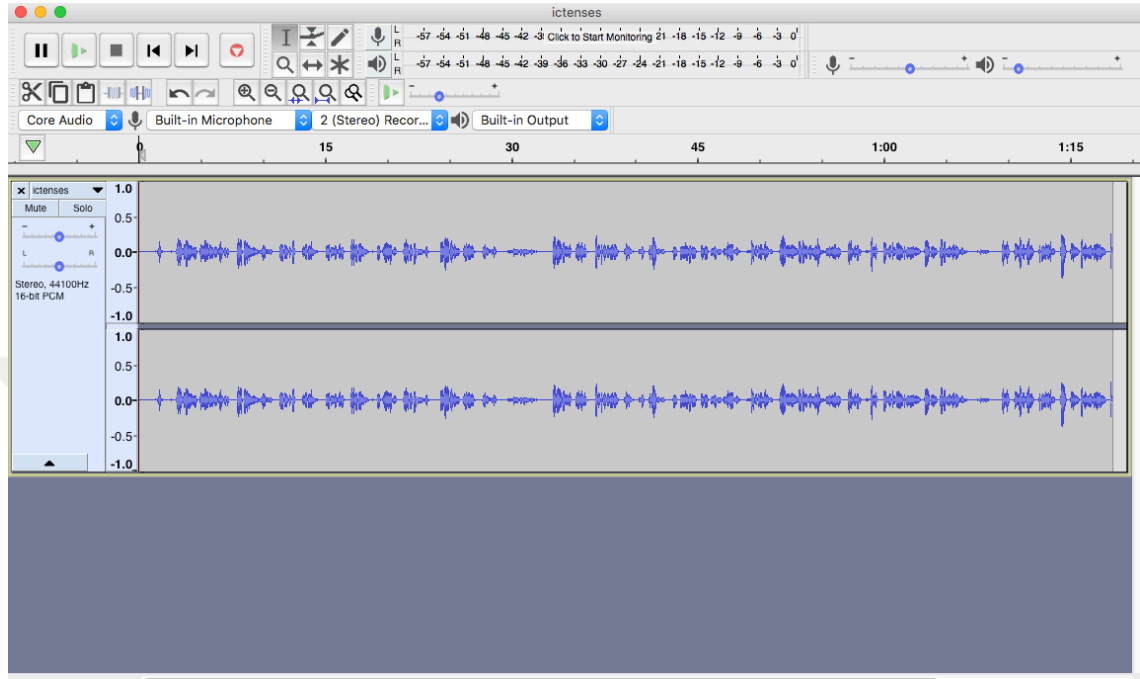 ictenses
L
R
-57 -54 -51 -48 -45 -42 -3 Click to Start Monitoring 21 -18 -15 -12 -9 -6 -3 0
L
R
-57 -54 -51 -48 -45 -42 -39 -36 -33 -30 -27 -24 -21 -18 -15 -12 -9 -6 -3 0
- +
- +
- +
Core Audio Built-in Microphone 2 (Stereo) Recor... Built-in Output
0 15 30 45 1:00 1:15
x ictenses
Mute Solo
- +
L R
Stereo, 44100Hz
16-bit PCM
1.0
0.5
0.0
-0.5
-1.0
1.0
0.5
0.0
-0.5
-1.0